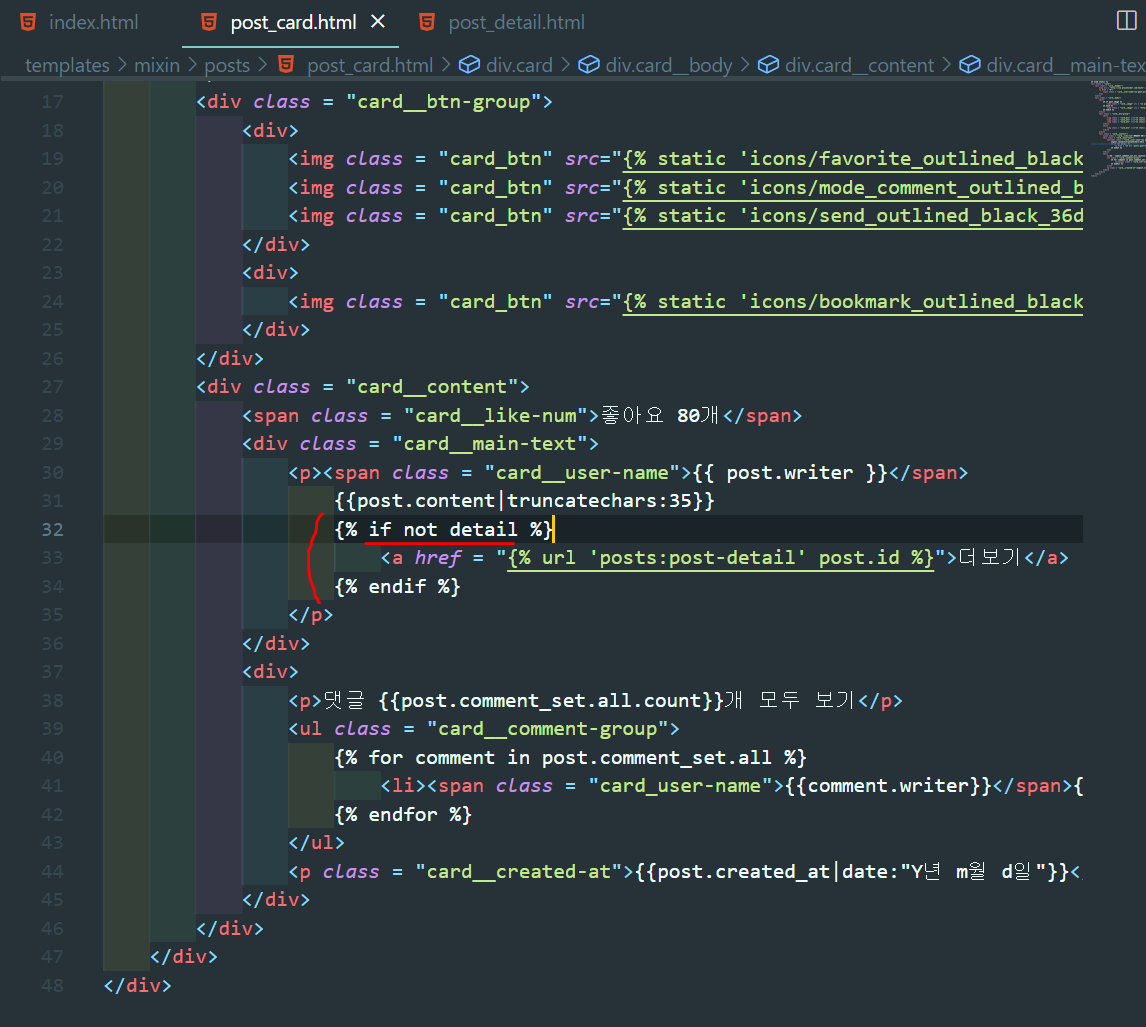 index.html post_card.html × post_detail.html
templates > mixin > posts > post_card.html > div.card > div.card__body > div.card__content > div.card__main-tex
17 <div class = "card__btn-group">
18 <div>
19 <img class = "card_btn" src="{% static 'icons/favorite_outlined_black
20 <img class = "card_btn" src="{% static 'icons/mode_comment_outlined_b
21 <img class = "card_btn" src="{% static 'icons/send_outlined_black_36d
22 </div>
23 <div>
24 <img class = "card_btn" src="{% static 'icons/bookmark_outlined_black
25 </div>
26 </div>
27 <div class = "card__content">
28 <span class = "card__like-num">좋아요 80개</span>
29 <div class = "card__main-text">
30 <p><span class = "card__user-name">{{ post.writer }}</span>
31 {{post.content|truncatechars:35}}
32 {% if not detail %}
33 <a href = "{% url 'posts:post-detail' post.id %}">더보기</a>
34 {% endif %}
35 </p>
36 </div>
37 <div>
38 <p>댓글 {{post.comment_set.all.count}}개 모두 보기</p>
39 <ul class = "card__comment-group">
40 {% for comment in post.comment_set.all %}
41 <li><span class = "card_user-name">{{comment.writer}}</span>{
42 {% endfor %}
43 </ul>
44 <p class = "card__created-at">{{post.created_at|date:"Y년 m월 d일"}}<
45 </div>
46 </div>
47 </div>
48 </div>